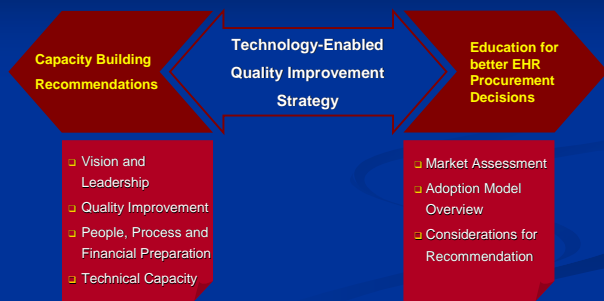 Capacity Building
Recommendations
Technology-Enabled
Quality Improvement
Strategy
Education for
better EHR
Procurement
Decisions
Vision and
Leadership
Quality Improvement
People, Process and
Financial Preparation
Technical Capacity
Market Assessment
Adoption Model
Overview
Considerations for
Recommendation